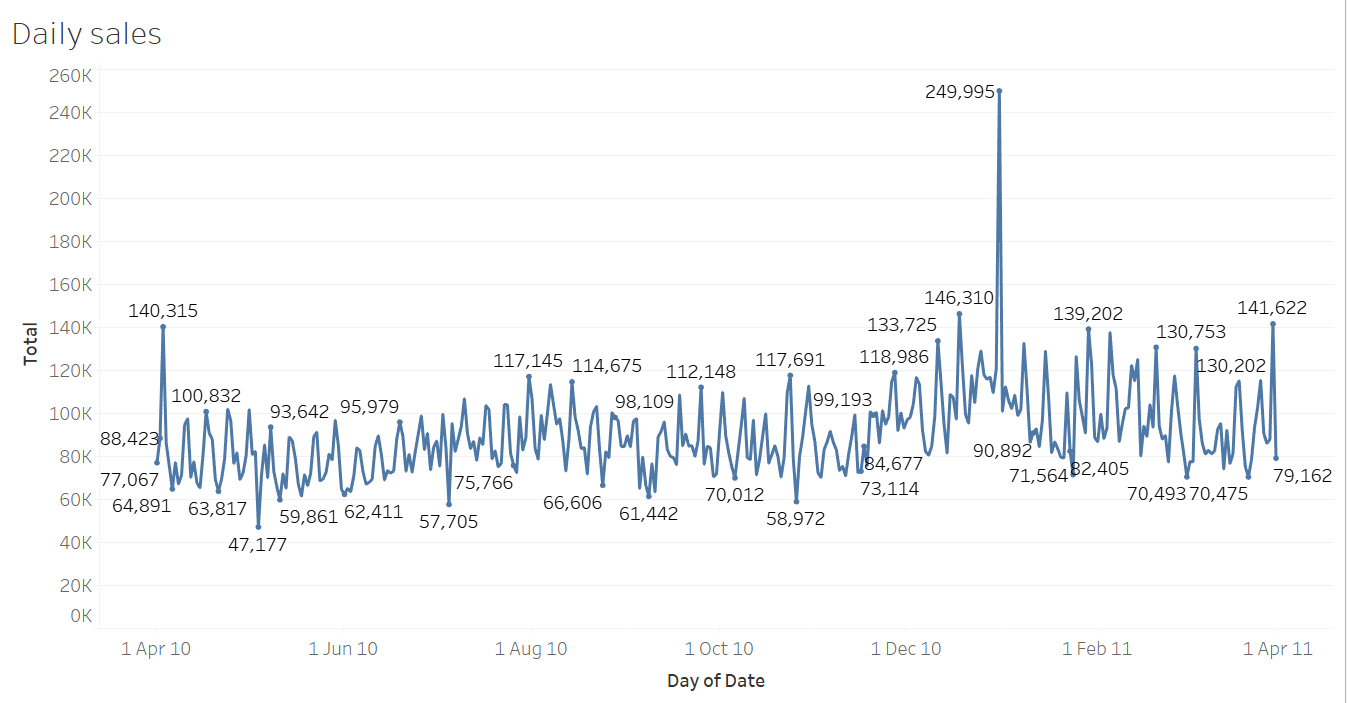 Daily sales
260K
240K
220K
200K
180K
160K
140K
120K
100K
80K
60K
40K
20K
0K
Total
249,995
146,310
140,315
133,725
139,202
141,622
130,753
117,145
114,675
117,691
118,986
130,202
112,148
100,832
93,642
95,979
98,109
99,193
88,423
90,892
77,067
75,766
84,677
71,564
82,405
79,162
64,891
63,817
59,861
62,411
57,705
66,606
61,442
70,012
73,114
70,493
70,475
58,972
47,177
1 Apr 10
1 Jun 10
1 Aug 10
1 Oct 10
1 Dec 10
1 Feb 11
1 Apr 11
Day of Date